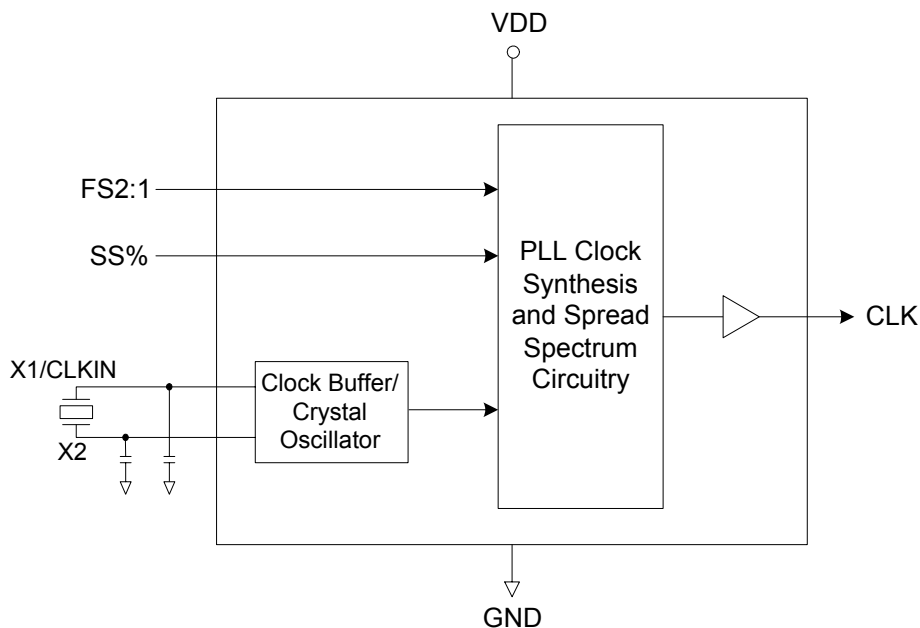 VDD
FS2:1
SS%
PLL Clock
Synthesis
and Spread
Spectrum
Circuitry
CLK
X1/CLKIN
X2
Clock Buffer/
Crystal
Oscillator
GND